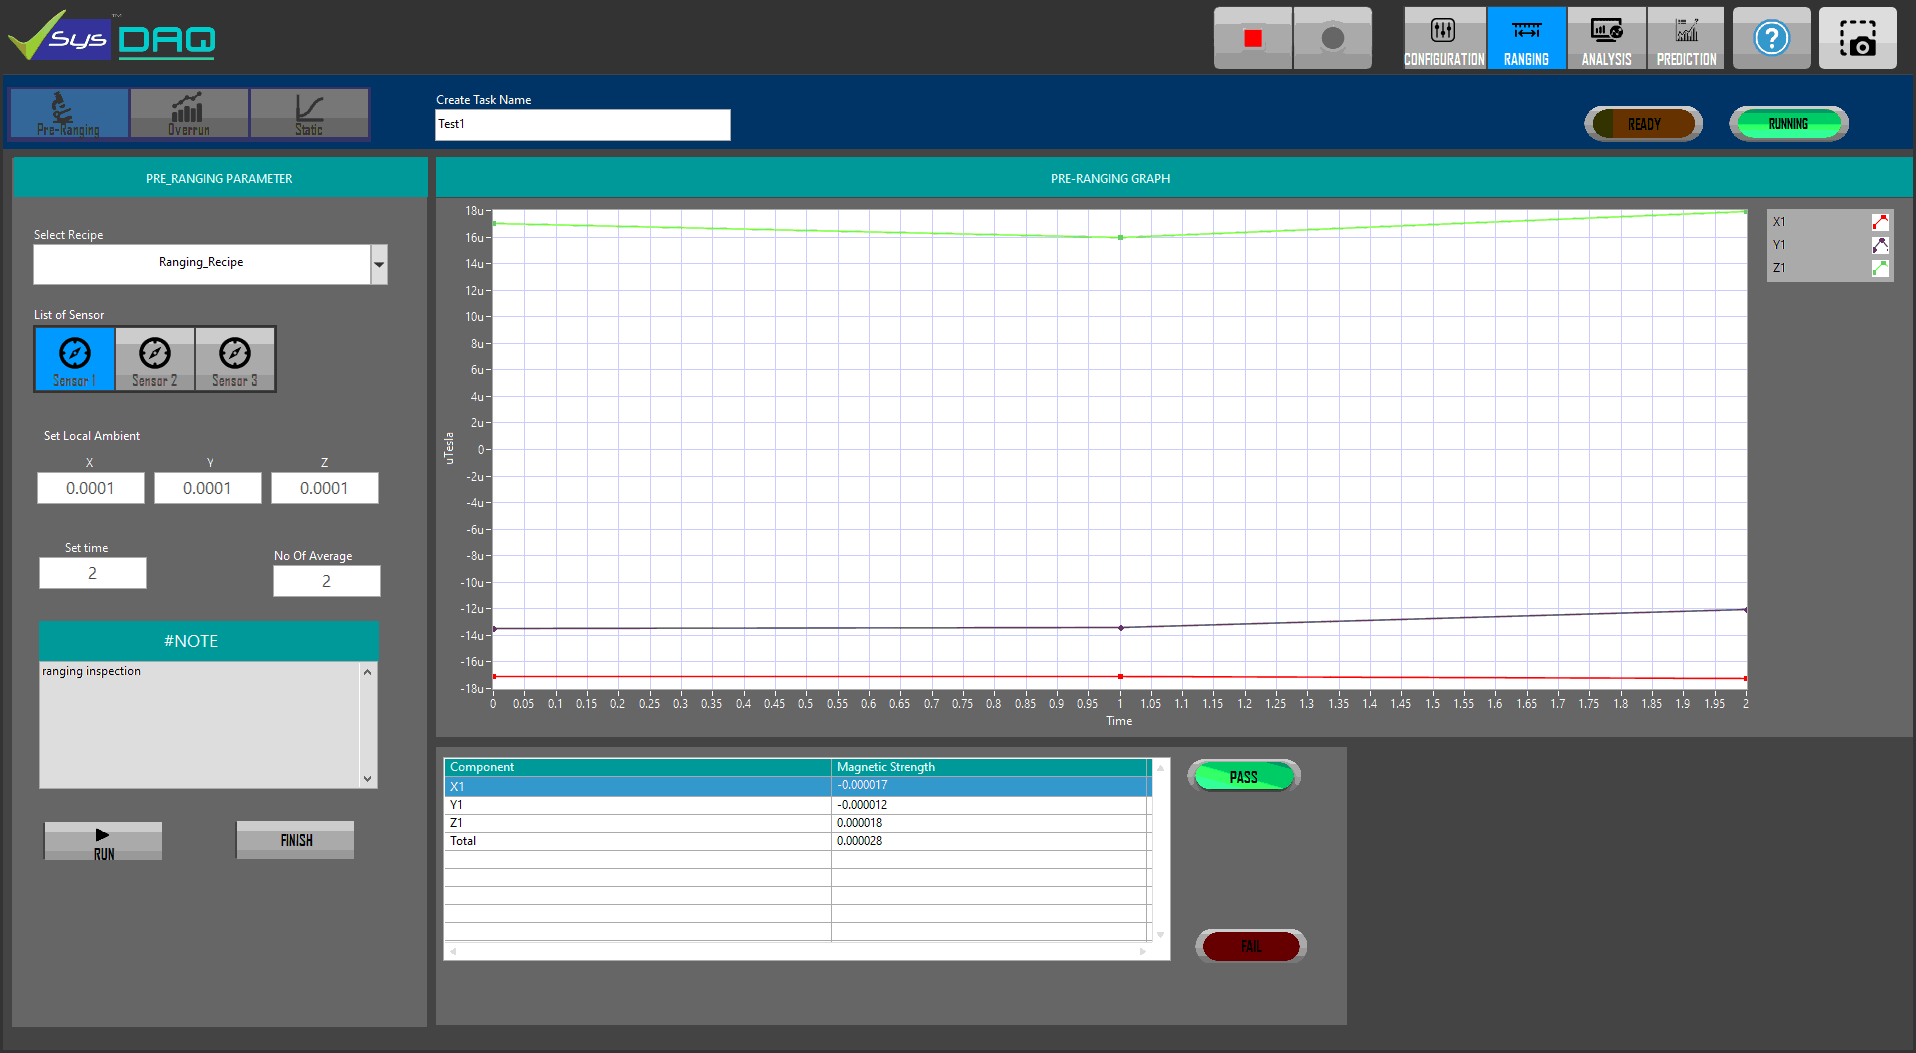 Sys™ DAQ
CONFIGURATION
RANGING
ANALYSIS
PREDICTION
?
Pre-Ranging
Overrun
Static
Create Task Name
Test1
READY
RUNNING
PRE_RANGING PARAMETER
Select Recipe
Ranging_Recipe
List of Sensor
Sensor 1
Sensor 2
Sensor 3
Set Local Ambient
X Y Z
0.0001 0.0001 0.0001
Set time
2
No Of Average
2
#NOTE
ranging inspection
RUN
FINISH
PRE-RANGING GRAPH
18u
16u
14u
12u
10u
8u
6u
4u
2u
0
-2u
-4u
-6u
-8u
-10u
-12u
-14u
-16u
-18u
uTesla
0 0.05 0.1 0.15 0.2 0.25 0.3 0.35 0.4 0.45 0.5 0.55 0.6 0.65 0.7 0.75 0.8 0.85 0.9 0.95 1 1.05 1.1 1.15 1.2 1.25 1.3 1.35 1.4 1.45 1.5 1.55 1.6 1.65 1.7 1.75 1.8 1.85 1.9 1.95 2
Time
X1
Y1
Z1
Component Magnetic Strength
X1 -0.000017
Y1 -0.000012
Z1 0.000018
Total 0.000028
PASS
FAIL